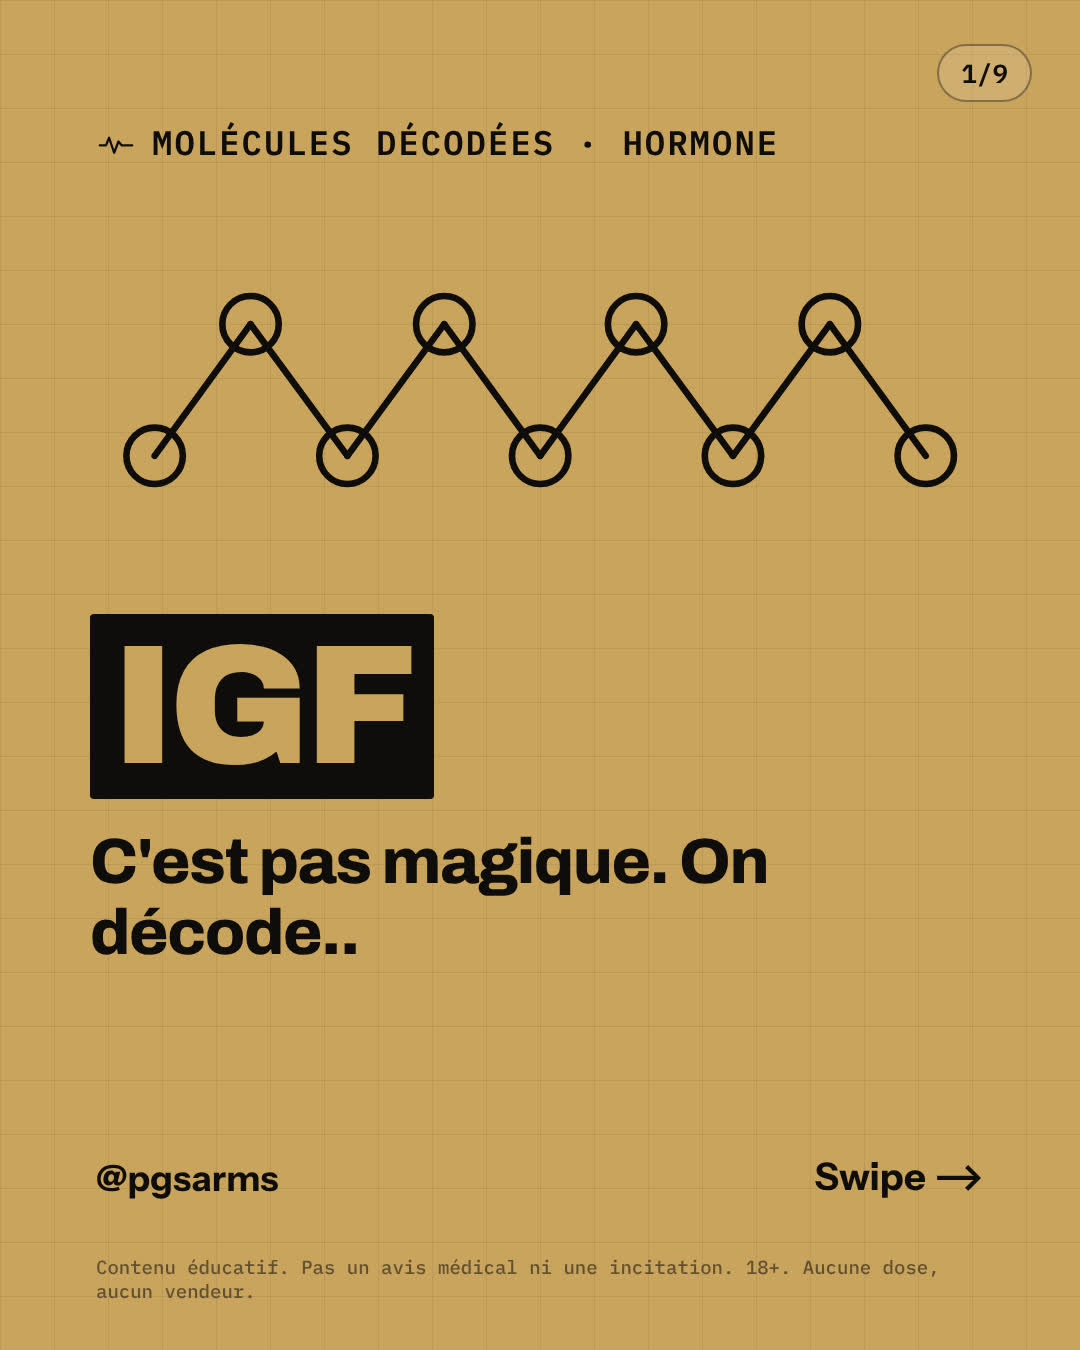 1/9
MOLÉCULES DÉCODÉES · HORMONE
IGF
C'est pas magique. On
décode..
@pgsarms
Swipe →
Contenu éducatif. Pas un avis médical ni une incitation. 18+. Aucune dose,
aucun vendeur.